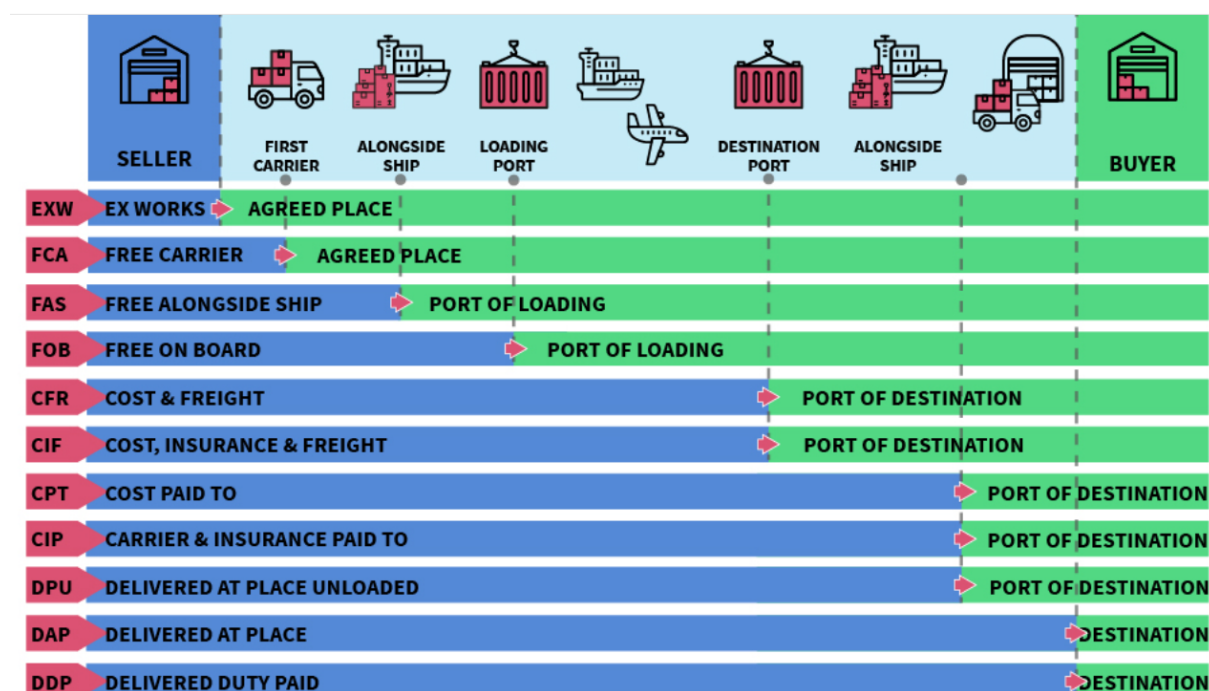 SELLER
FIRST
CARRIER
ALONGSIDE
SHIP
LOADING
PORT
DESTINATION
PORT
ALONGSIDE
SHIP
BUYER
EXW EX WORKS AGREED PLACE
FCA FREE CARRIER AGREED PLACE
FAS FREE ALONGSIDE SHIP PORT OF LOADING
FOB FREE ON BOARD PORT OF LOADING
CFR COST & FREIGHT PORT OF DESTINATION
CIF COST, INSURANCE & FREIGHT PORT OF DESTINATION
CPT COST PAID TO PORT OF DESTINATION
CIP CARRIER & INSURANCE PAID TO PORT OF DESTINATION
DPU DELIVERED AT PLACE UNLOADED PORT OF DESTINATION
DAP DELIVERED AT PLACE DESTINATION
DDP DELIVERED DUTY PAID DESTINATION